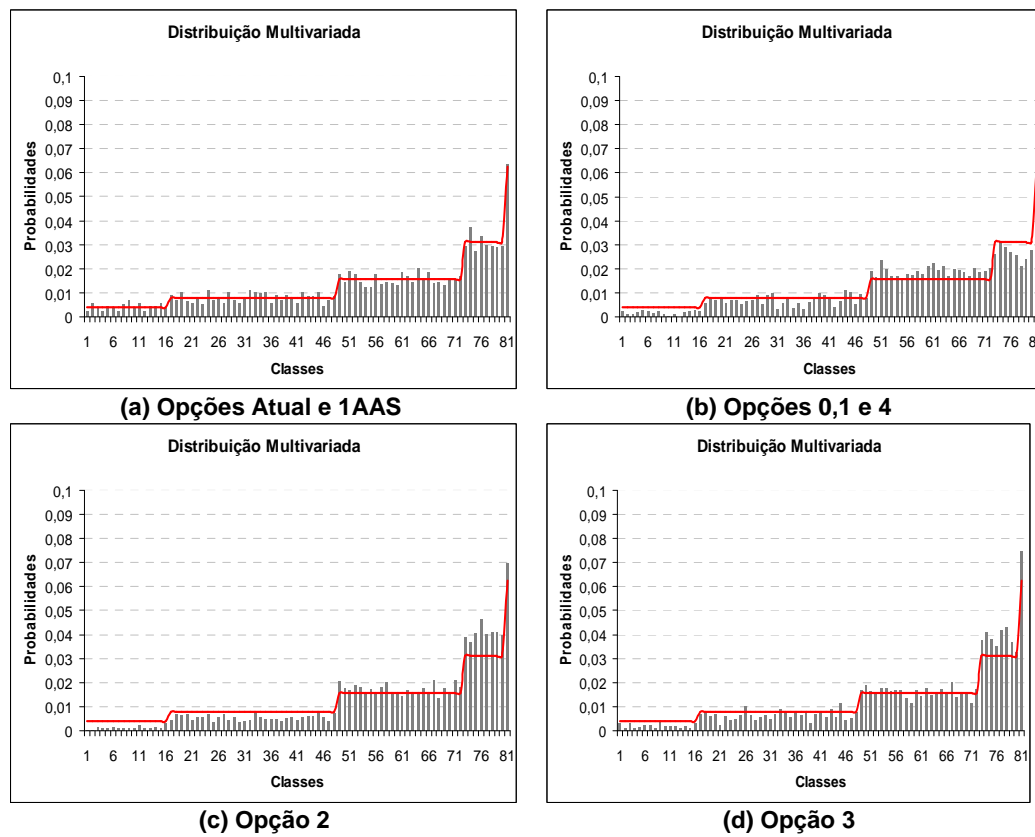 Distribuição Multivariada
Probabilidades
0,1
0,09
0,08
0,07
0,06
0,05
0,04
0,03
0,02
0,01
0
1 6 11 16 21 26 31 36 41 46 51 56 61 66 71 76 81
Classes
(a) Opções Atual e 1AAS
Distribuição Multivariada
Probabilidades
0,1
0,09
0,08
0,07
0,06
0,05
0,04
0,03
0,02
0,01
0
1 6 11 16 21 26 31 36 41 46 51 56 61 66 71 76 8
Classes
(b) Opções 0,1 e 4
Distribuição Multivariada
Probabilidades
0,1
0,09
0,08
0,07
0,06
0,05
0,04
0,03
0,02
0,01
0
1 6 11 16 21 26 31 36 41 46 51 56 61 66 71 76 81
Classes
(c) Opção 2
Distribuição Multivariada
Probabilidades
0,1
0,09
0,08
0,07
0,06
0,05
0,04
0,03
0,02
0,01
0
1 6 11 16 21 26 31 36 41 46 51 56 61 66 71 76 81
Classes
(d) Opção 3